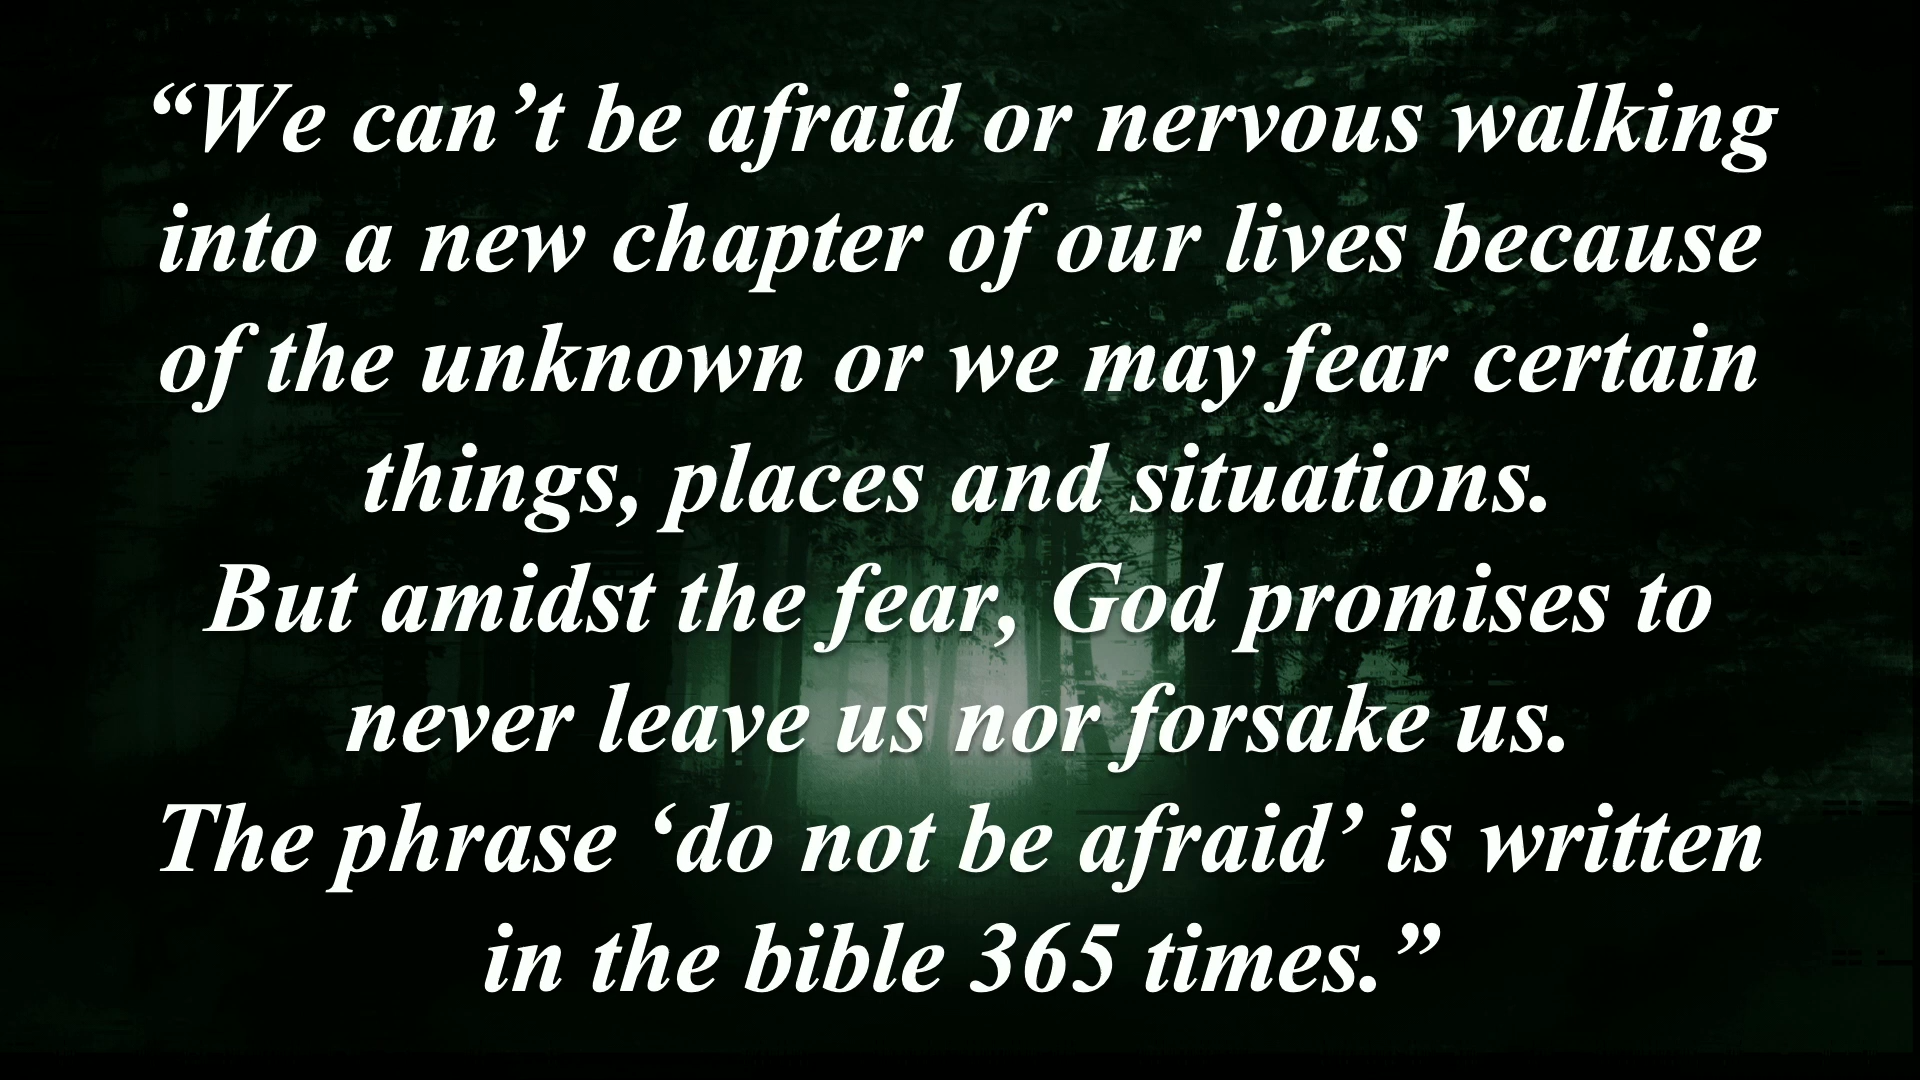 “We can’t be afraid or nervous walking
into a new chapter of our lives because
of the unknown or we may fear certain
things, places and situations.
But amidst the fear, God promises to
never leave us nor forsake us.
The phrase ‘do not be afraid’ is written
in the bible 365 times.”